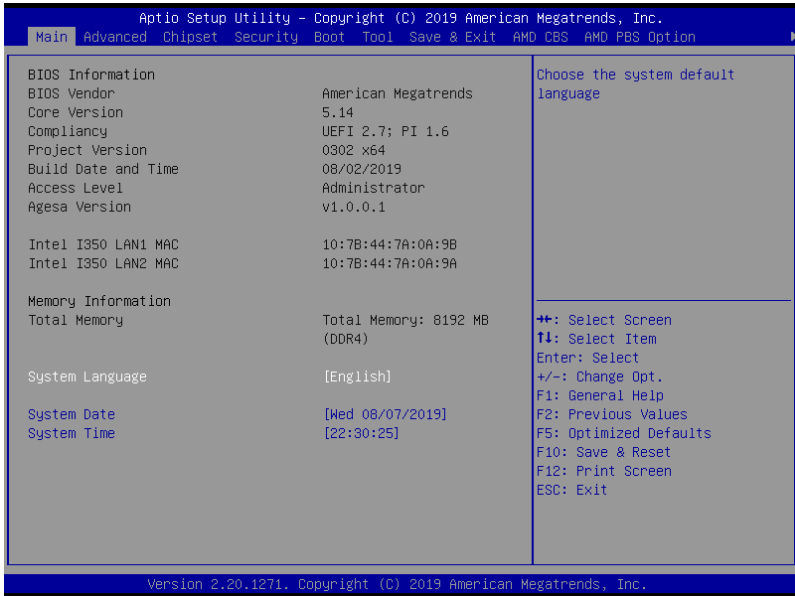 Aptio Setup Utility – Copyright (C) 2019 American Megatrends, Inc.
Main Advanced Chipset Security Boot Tool Save & Exit AMD CBS AMD PBS Option
BIOS Information
BIOS Vendor American Megatrends
Core Version 5.14
Compliancy UEFI 2.7; PI 1.6
Project Version 0302 x64
Build Date and Time 08/02/2019
Access Level Administrator
Agesa Version v1.0.0.1
Intel I350 LAN1 MAC 10:7B:44:7A:0A:9B
Intel I350 LAN2 MAC 10:7B:44:7A:0A:9A
Memory Information
Total Memory Total Memory: 8192 MB
(DDR4)
System Language [English]
System Date [Wed 08/07/2019]
System Time [22:30:25]
Choose the system default
language
→←: Select Screen
↑↓: Select Item
Enter: Select
+/-: Change Opt.
F1: General Help
F2: Previous Values
F5: Optimized Defaults
F10: Save & Reset
F12: Print Screen
ESC: Exit
Version 2.20.1271. Copyright (C) 2019 American Megatrends, Inc.